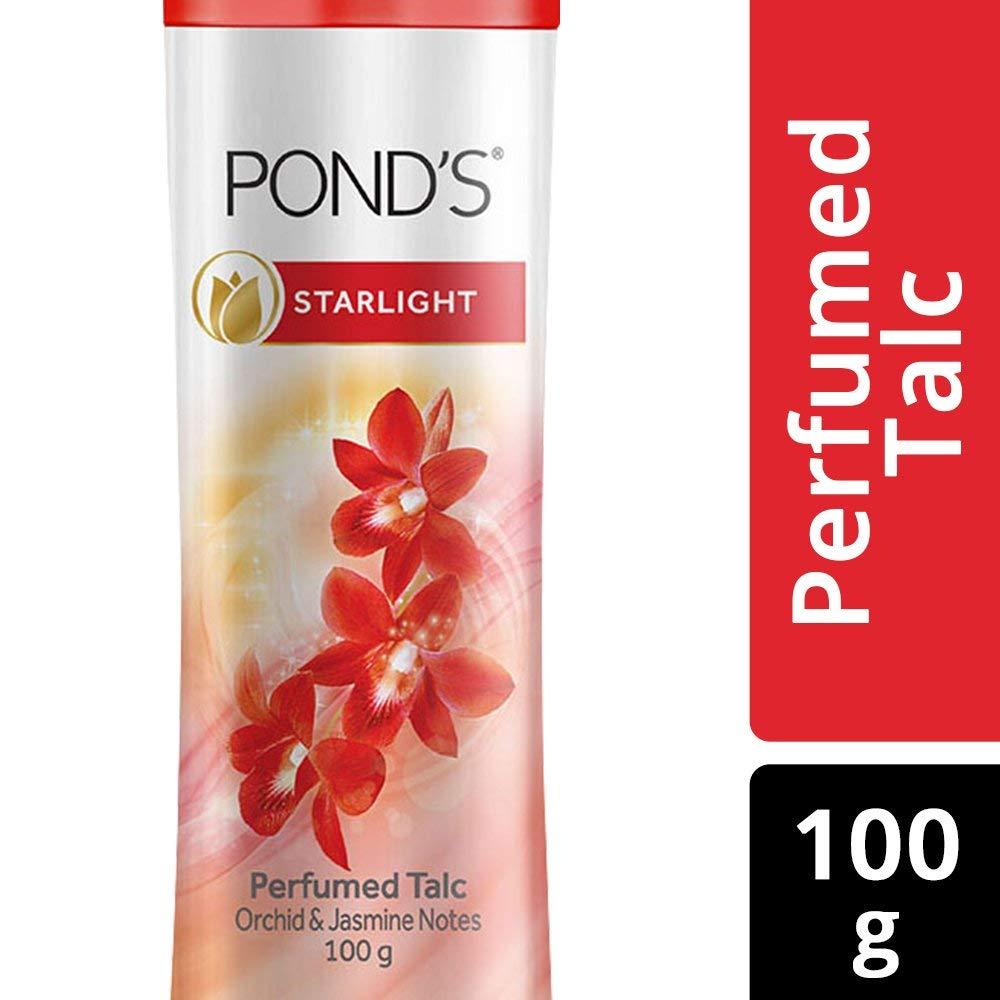 POND'S®
STARLIGHT
Perfumed Talc
Orchid & Jasmine Notes
100 g
Perfumed
Talc
100
g